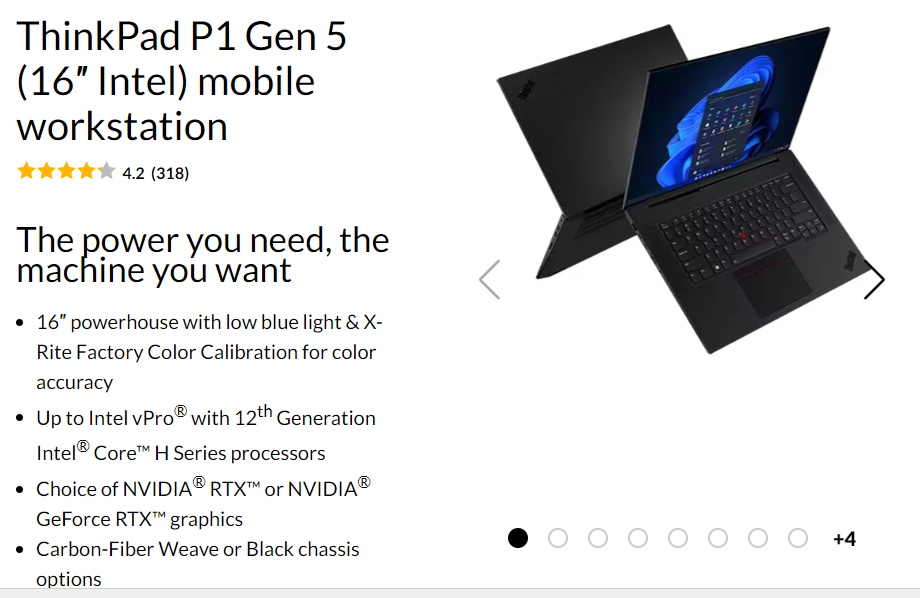 ThinkPad P1 Gen 5
(16″ Intel) mobile
workstation
4.2 (318)
The power you need, the
machine you want
• 16″ powerhouse with low blue light & X-
Rite Factory Color Calibration for color
accuracy
• Up to Intel vPro® with 12th Generation
Intel® Core™ H Series processors
• Choice of NVIDIA® RTX™ or NVIDIA®
GeForce RTX™ graphics
• Carbon-Fiber Weave or Black chassis
options
ThinkPad
ThinkPad
+4